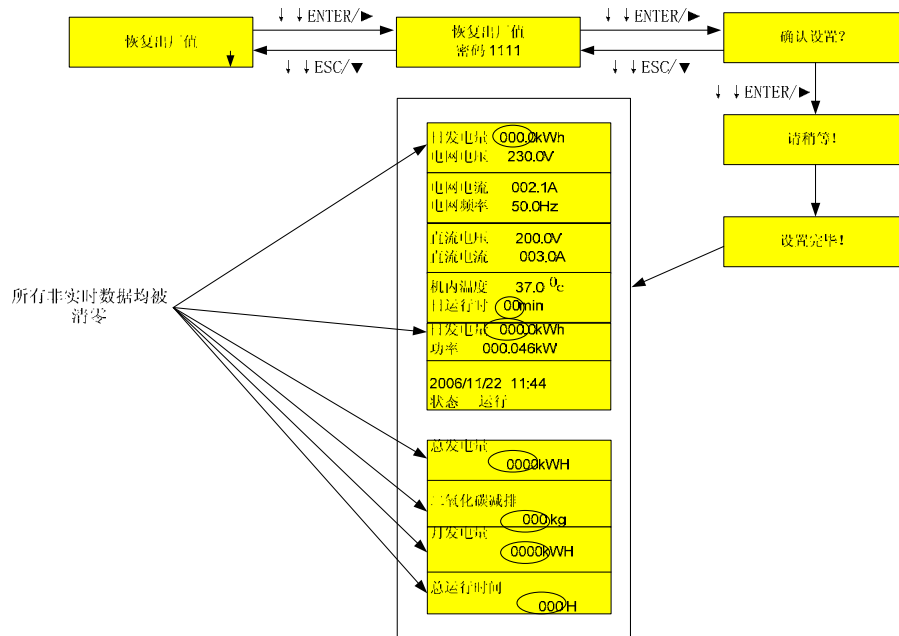 ↓ ↓ ENTER/▶
↓ ↓ ENTER/▶
恢复出厂值
↓
恢复出厂值
密码 1111
确认设置?
↓ ↓ ESC/▼
↓ ↓ ESC/▼
↓ ↓ ENTER/▶
请稍等!
设置完毕!
日发电量 000.0kWh
电网电压 230.0V
电网电流 002.1A
电网频率 50.0Hz
直流电压 200.0V
直流电流 003.0A
机内温度 37.0 ⁰c
日运行时 00min
日发电量 000.0kWh
功率 000.046kW
2006/11/22 11:44
状态 运行
所有非实时数据均被
清零
总发电量
0000kWH
二氧化碳减排
000kg
月发电量
0000kWH
总运行时间
000H